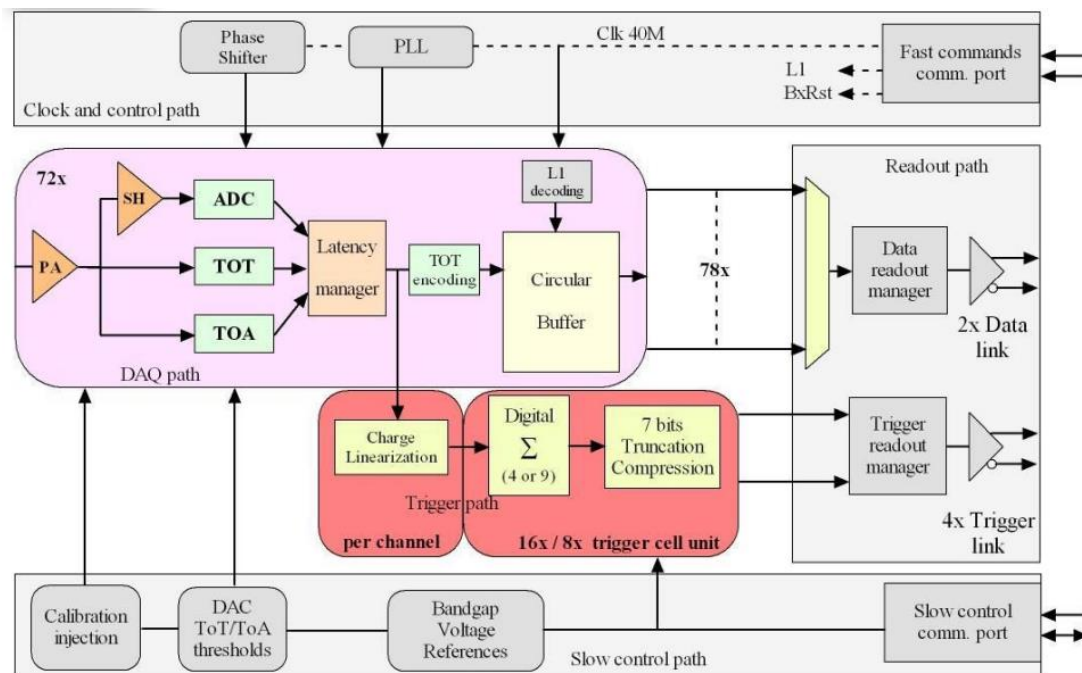 Phase
Shifter
PLL
Clk 40M
Fast commands
comm. port
L1
BxRst
Clock and control path
72x
SH
ADC
L1
decoding
Readout path
PA
TOT
Latency
manager
TOT
encoding
Circular
Buffer
78x
Data
readout
manager
TOA
2x Data
link
DAQ path
Charge
Linearization
Digital
Σ
(4 or 9)
7 bits
Truncation
Compression
Trigger
readout
manager
Trigger path
per channel
16x / 8x trigger cell unit
4x Trigger
link
Calibration
injection
DAC
ToT/ToA
thresholds
Bandgap
Voltage
References
Slow control
comm. port
Slow control path